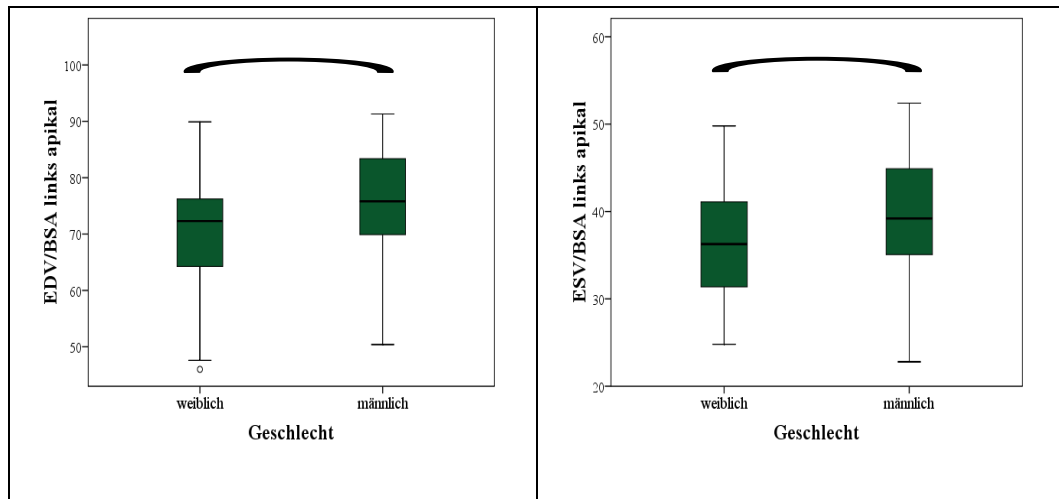 EDV/BSA links apikal
100
90
80
70
60
50
weiblich
männlich
Geschlecht
ESV/BSA links apikal
60
50
40
30
20
weiblich
männlich
Geschlecht